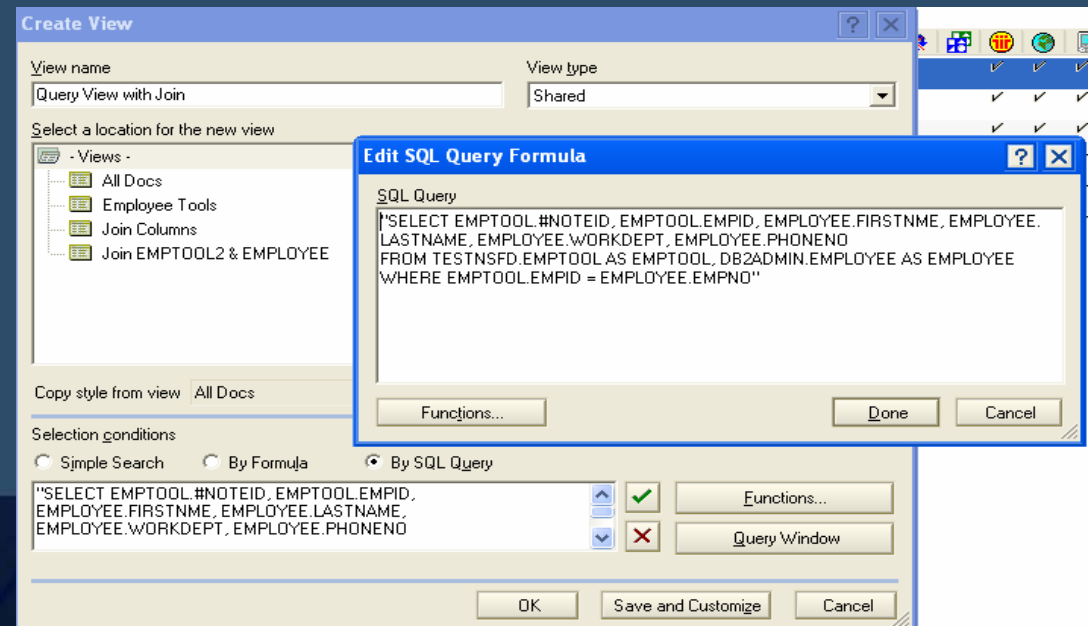 Create View
View name
View type
Query View with Join
Shared
Select a location for the new view
- Views -
All Docs
Employee Tools
Join Columns
Join EMPTOOL2 & EMPLOYEE
Copy style from view All Docs
Edit SQL Query Formula
SQL Query
"SELECT EMPTOOL.#NOTEID, EMPTOOL.EMPID, EMPLOYEE.FIRSTNME, EMPLOYEE.
LASTNAME, EMPLOYEE.WORKDEPT, EMPLOYEE.PHONENO
FROM TESTNSFD.EMPTOOL AS EMPTOOL, DB2ADMIN.EMPLOYEE AS EMPLOYEE
WHERE EMPTOOL.EMPID = EMPLOYEE.EMPNO"
Functions...
Done
Cancel
Selection conditions
Simple Search
By Formula
By SQL Query
"SELECT EMPTOOL.#NOTEID, EMPTOOL.EMPID,
EMPLOYEE.FIRSTNME, EMPLOYEE.LASTNAME,
EMPLOYEE.WORKDEPT, EMPLOYEE.PHONENO
Functions...
Query Window
OK
Save and Customize
Cancel